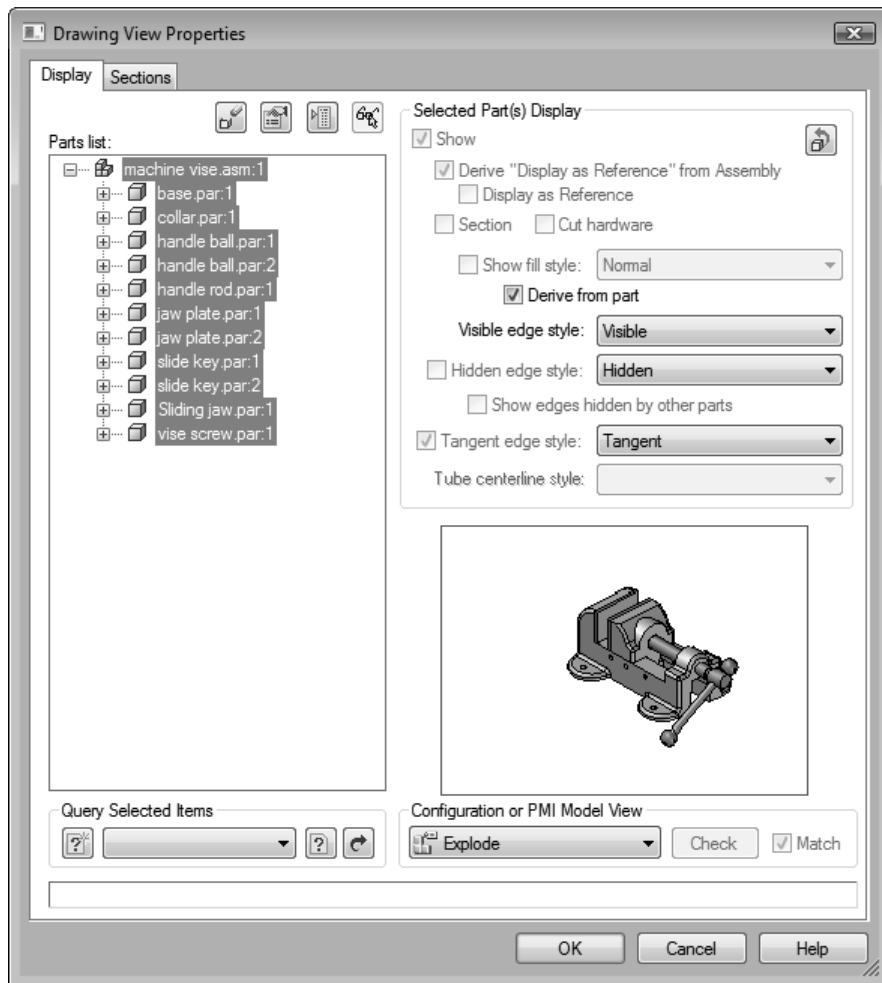 Drawing View Properties
Display Sections
Parts list:
machine vise.asm:1
base.par:1
collar.par:1
handle ball.par:1
handle ball.par:2
handle rod.par:1
jaw plate.par:1
jaw plate.par:2
slide key.par:1
slide key.par:2
Sliding jaw.par:1
vise screw.par:1
Selected Part(s) Display
Show
Derive "Display as Reference" from Assembly
Display as Reference
Section Cut hardware
Show fill style: Normal
Derive from part
Visible edge style: Visible
Hidden edge style: Hidden
Show edges hidden by other parts
Tangent edge style: Tangent
Tube centerline style:
Query Selected Items
Configuration or PMI Model View
Explode Check Match
OK Cancel Help